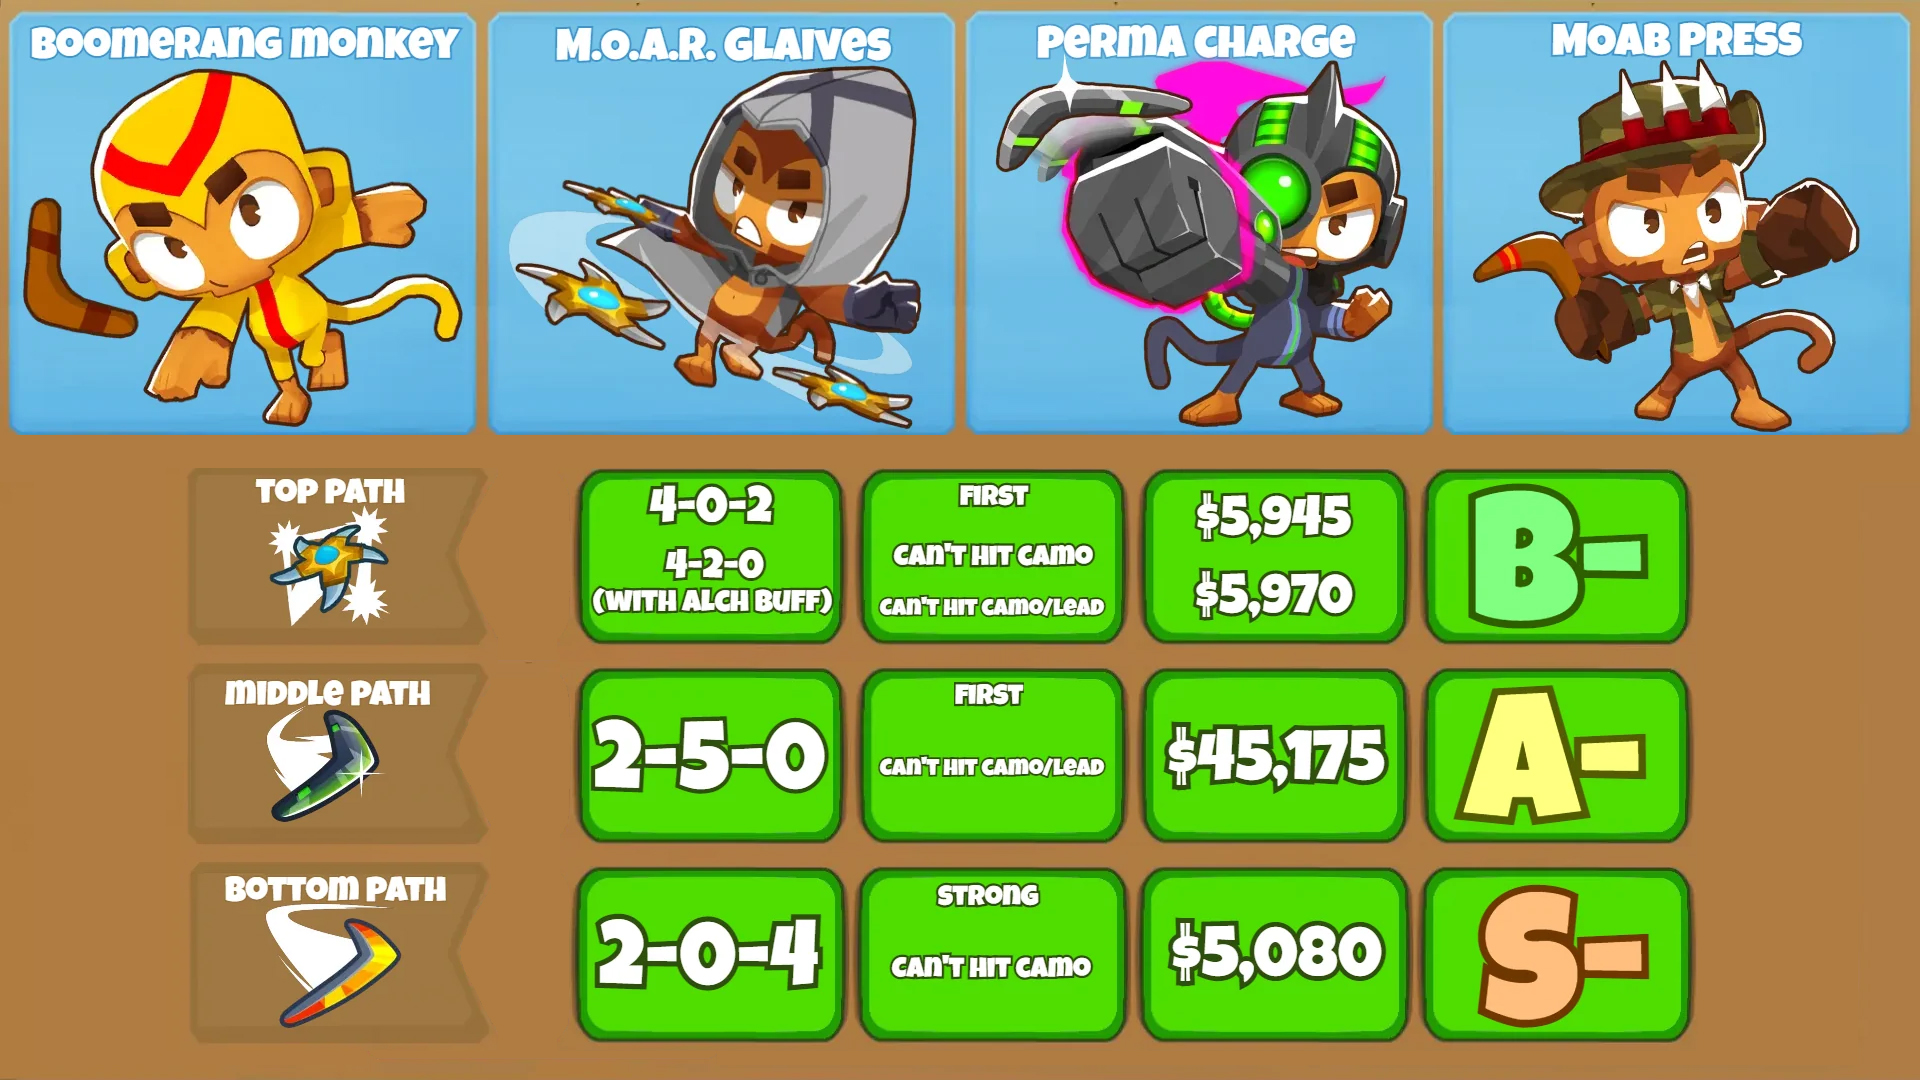 BOOMERANG MONKEY
M.O.A.R. GLAIVES
PERMA CHARGE
MOAB PRESS
TOP PATH
4-0-2
4-2-0
(WITH ALCH BUFF)
FIRST
CAN'T HIT CAMO
CAN'T HIT CAMO/LEAD
$5,945
$5,970
B-
MIDDLE PATH
2-5-0
FIRST
CAN'T HIT CAMO/LEAD
$45,175
A-
BOTTOM PATH
2-0-4
STRONG
CAN'T HIT CAMO
$5,080
S-